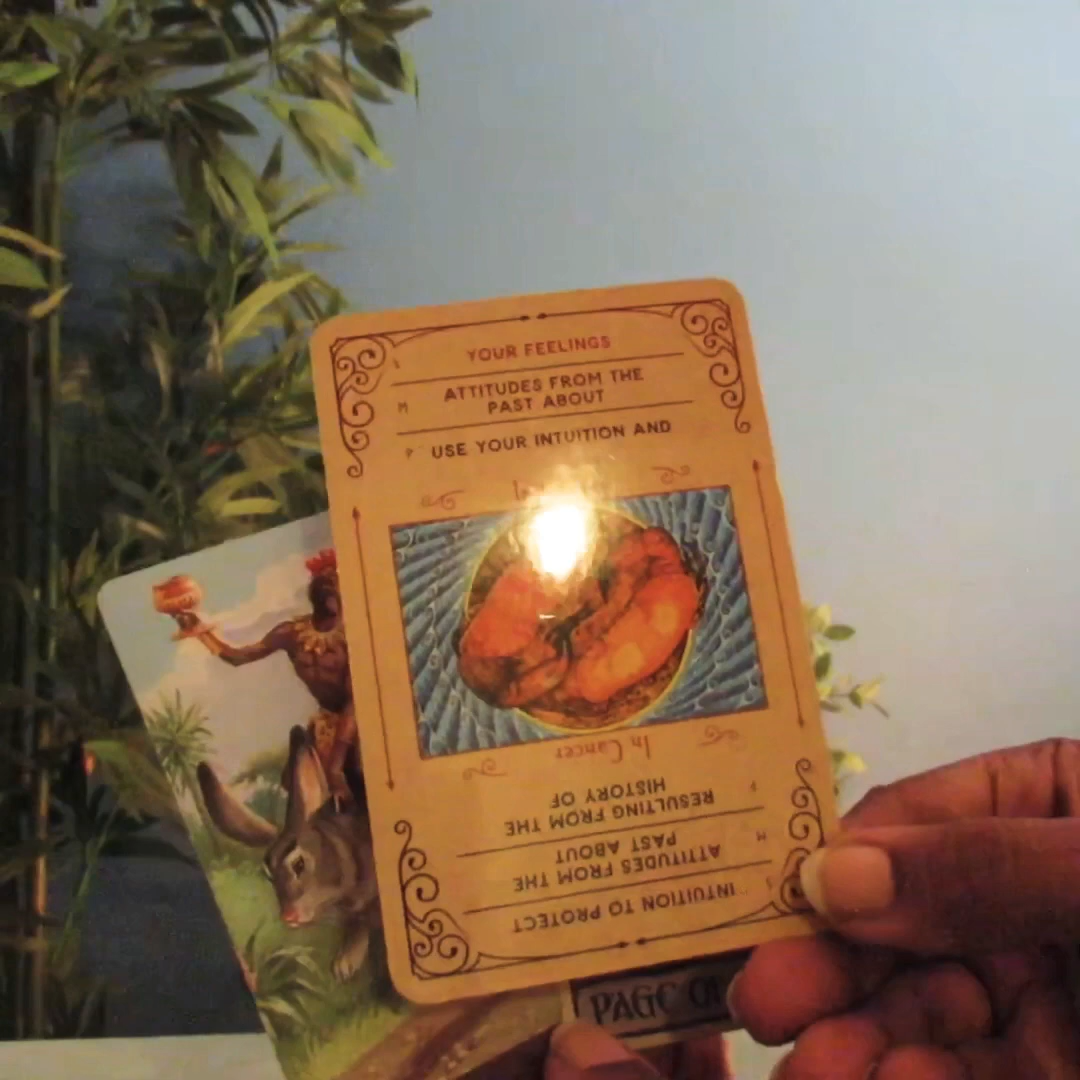 YOUR FEELINGS
M ATTITUDES FROM THE
PAST ABOUT
P USE YOUR INTUITION AND
In Cancer
RESULTING FROM THE
HISTORY OF
M ATTITUDES FROM THE
PAST ABOUT
S INTUITION TO PROTECT
PAGE